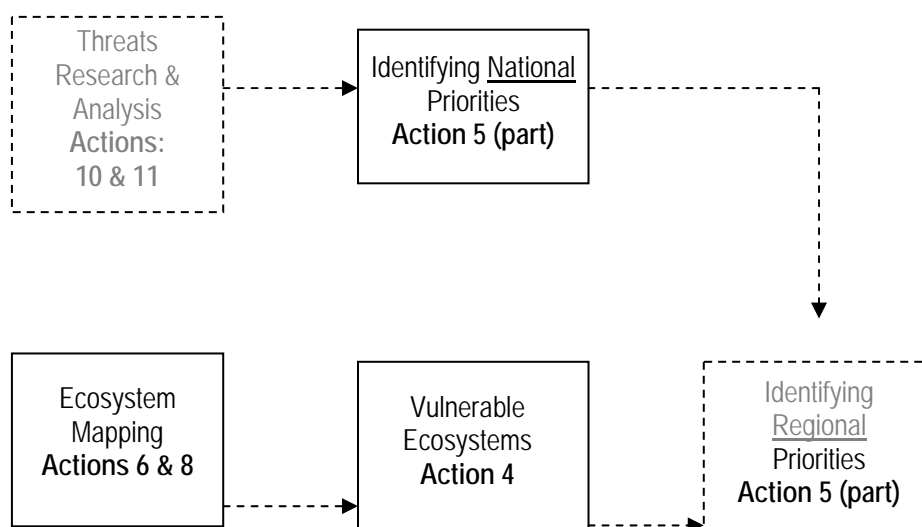 Threats
Research &
Analysis
Actions:
10 & 11
Identifying National
Priorities
Action 5 (part)
Ecosystem
Mapping
Actions 6 & 8
Vulnerable
Ecosystems
Action 4
Identifying
Regional
Priorities
Action 5 (part)